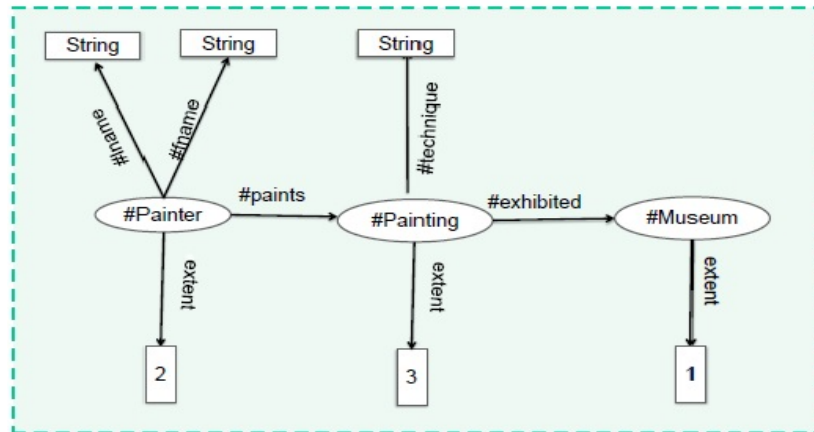 String
String
String
#lname
#fname
#technique
#Painter
#paints
#Painting
#exhibited
#Museum
extent
extent
extent
2
3
1